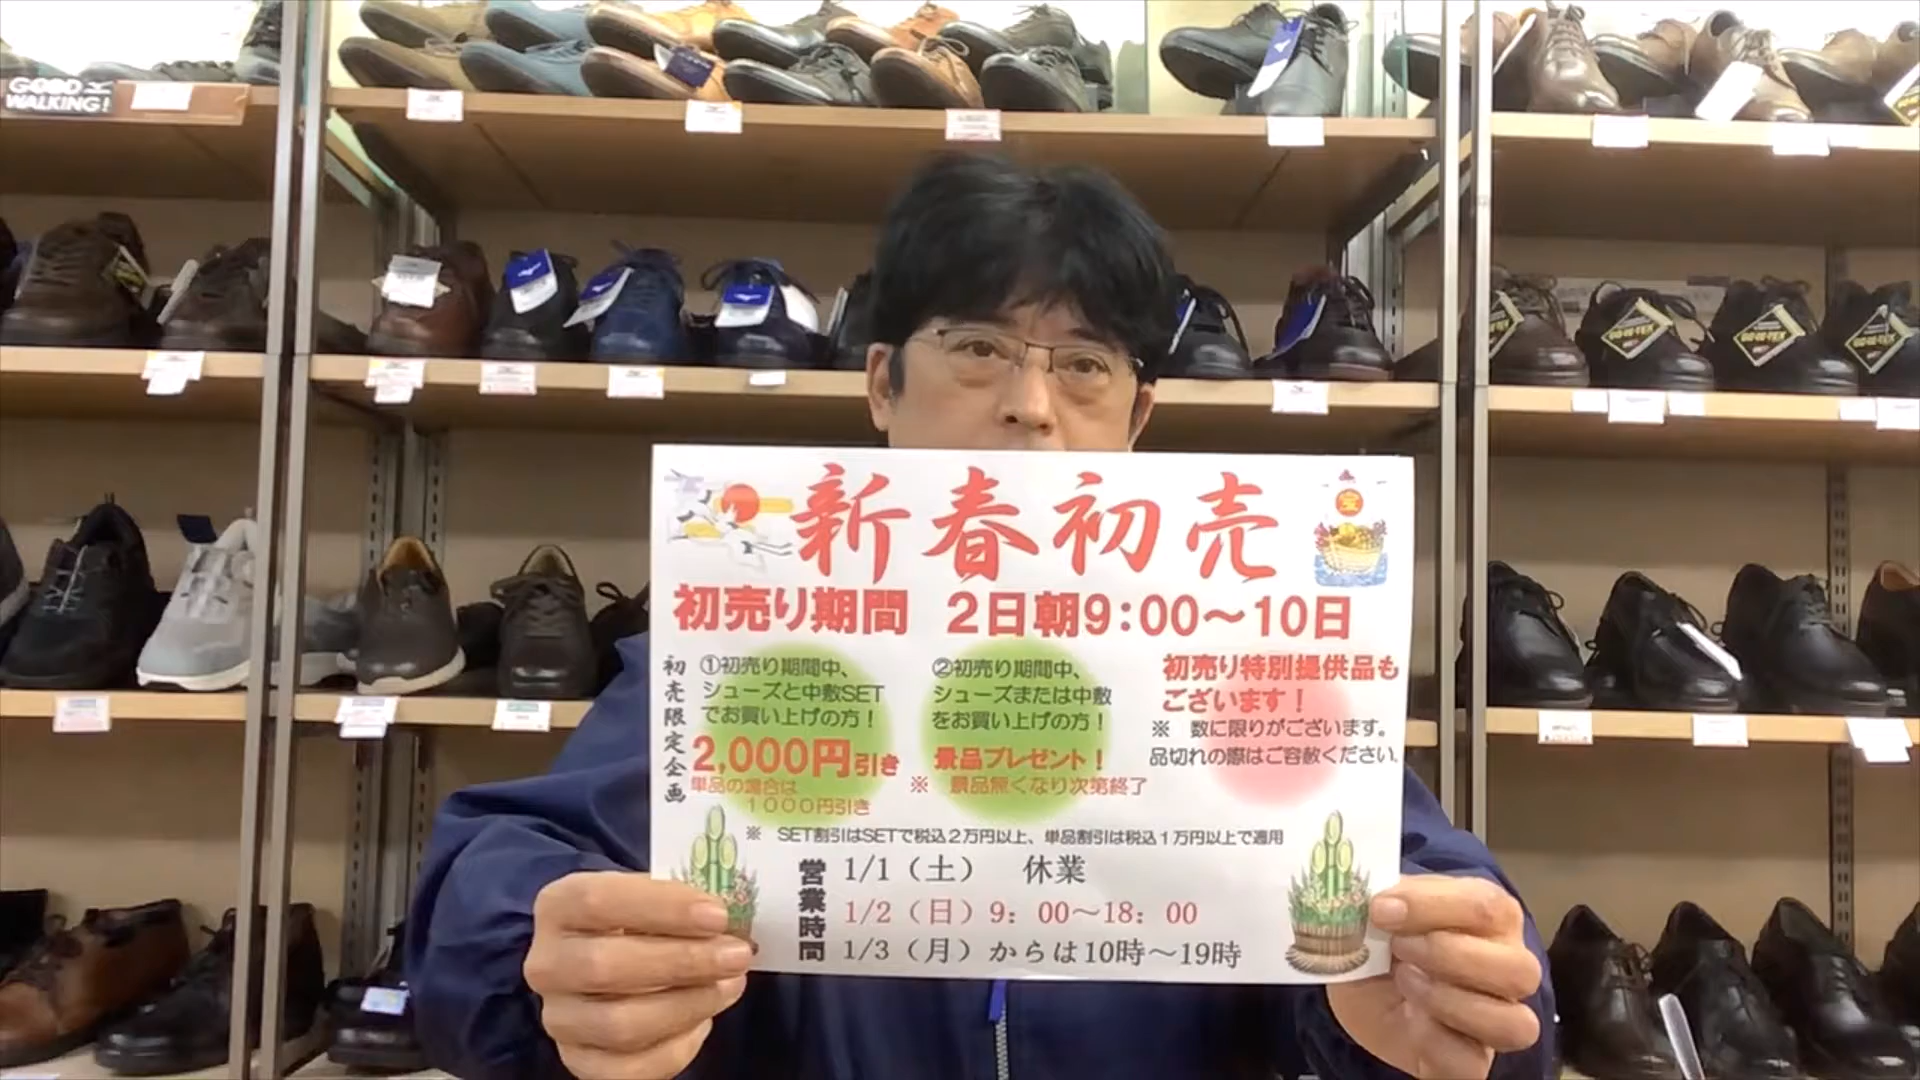 GOOD
WALKING!
GORE-TEX
GORE-TEX
GORE-TEX
新春初売
宝
初売り期間 2日朝9:00～10日
初売限定企画
①初売り期間中、
シューズと中敷SET
でお買い上げの方！
2,000円引き
単品の場合は
1000円引き
②初売り期間中、
シューズまたは中敷
をお買い上げの方！
景品プレゼント！
※ 景品無くなり次第終了
初売り特別提供品も
ございます！
※ 数に限りがございます。
品切れの際はご容赦ください。
※ SET割引はSETで税込2万円以上、単品割引は税込1万円以上で適用
営業時間
1/1（土） 休業
1/2（日）9：00～18：00
1/3（月）からは10時～19時